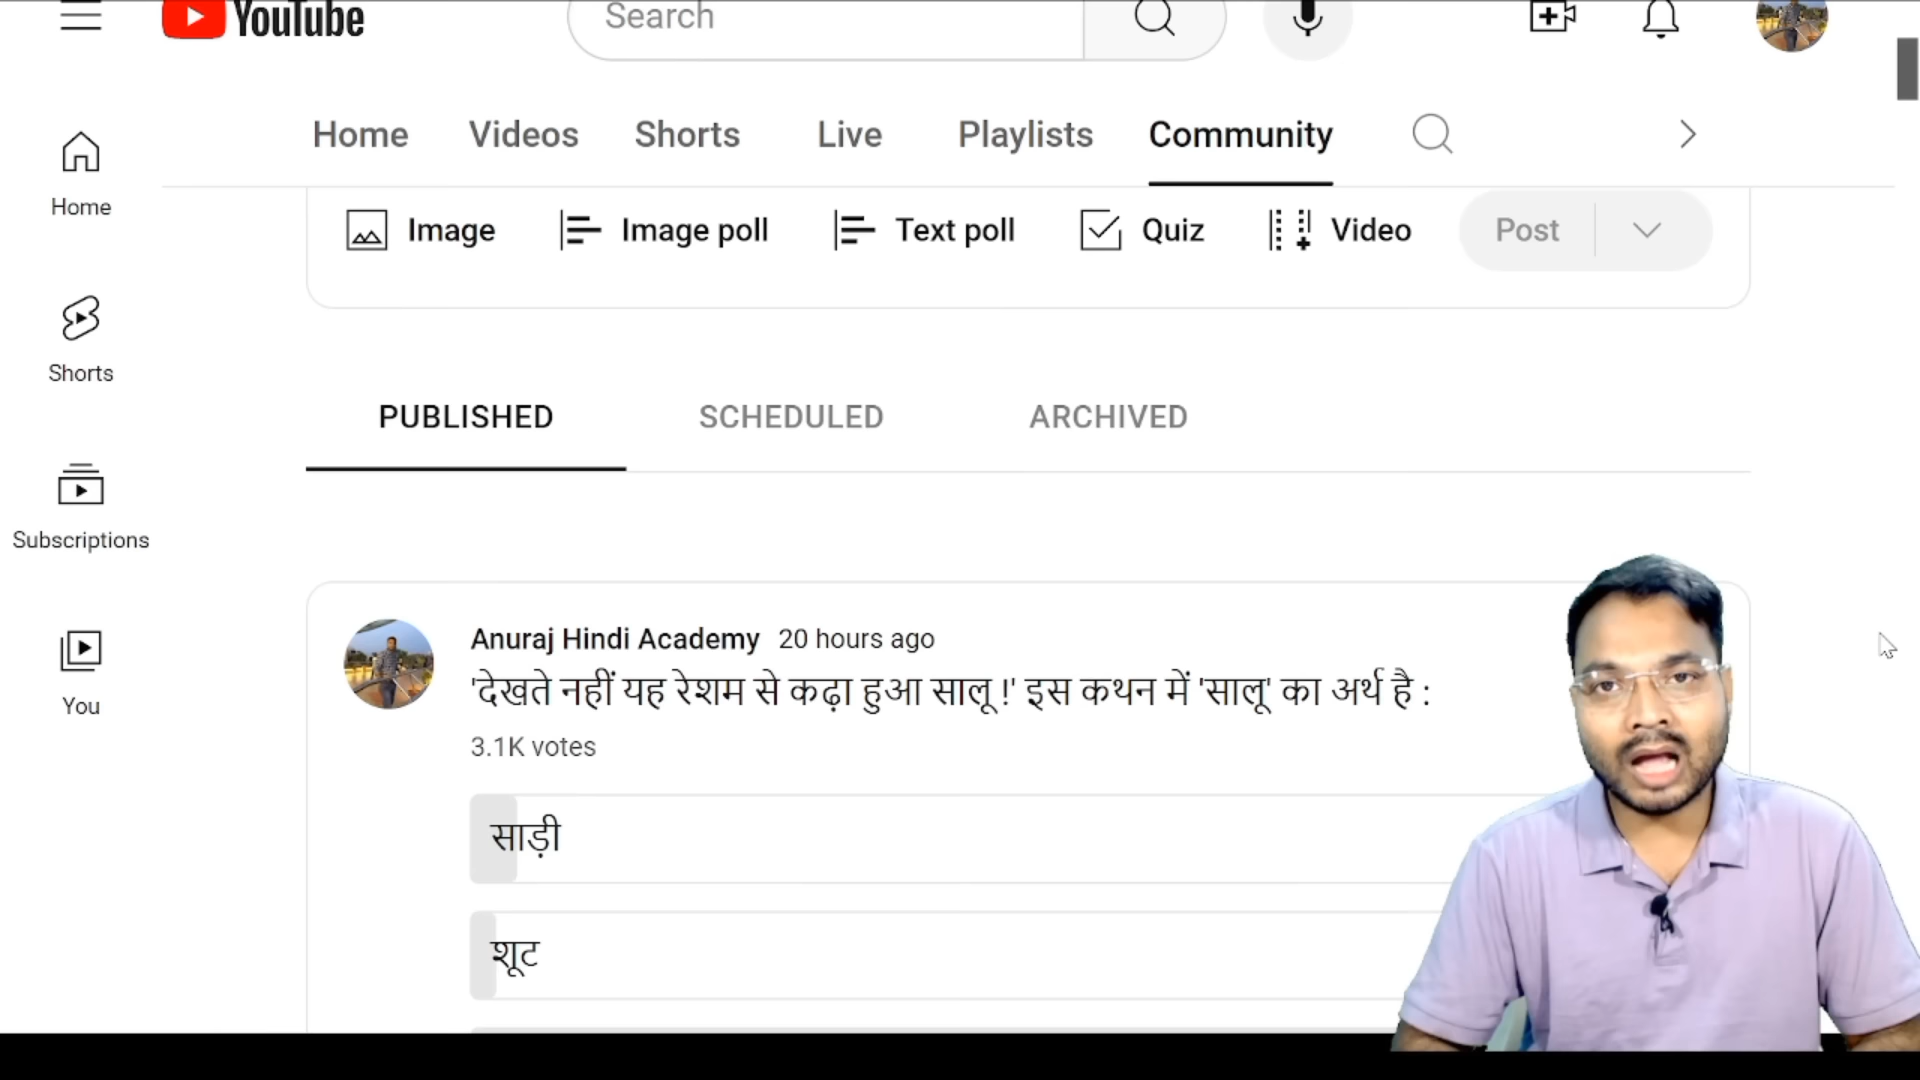 YouTube
Search
Home Videos Shorts Live Playlists Community
Image Image poll Text poll Quiz Video Post
Home
Shorts
Subscriptions
You
PUBLISHED SCHEDULED ARCHIVED
Anuraj Hindi Academy 20 hours ago
'देखते नहीं यह रेशम से कढ़ा हुआ सालू !' इस कथन में 'सालू' का अर्थ है :
3.1K votes
साड़ी
शूट